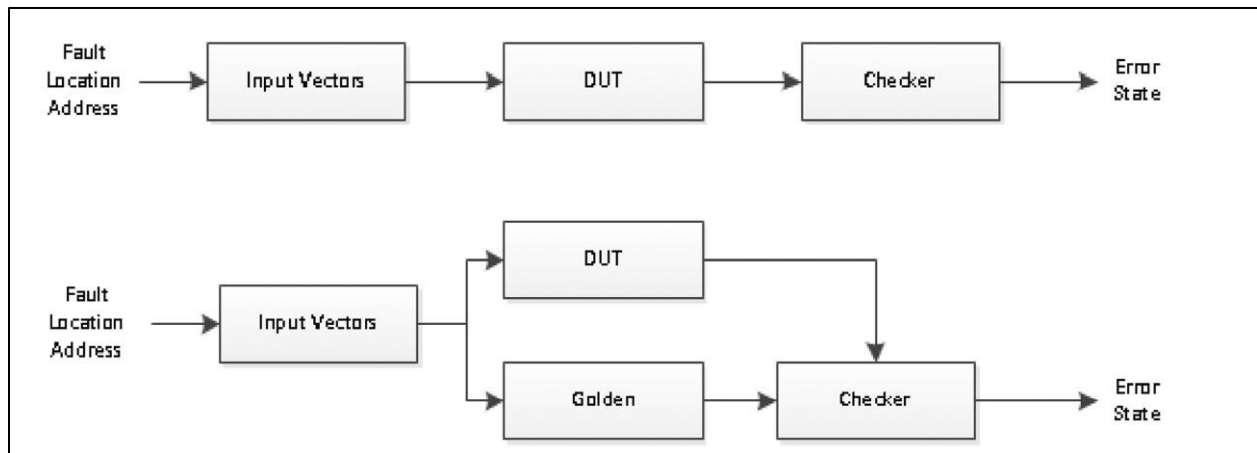 Fault
Location
Address
Input Vectors
DUT
Checker
Error
State
Fault
Location
Address
Input Vectors
DUT
Golden
Checker
Error
State